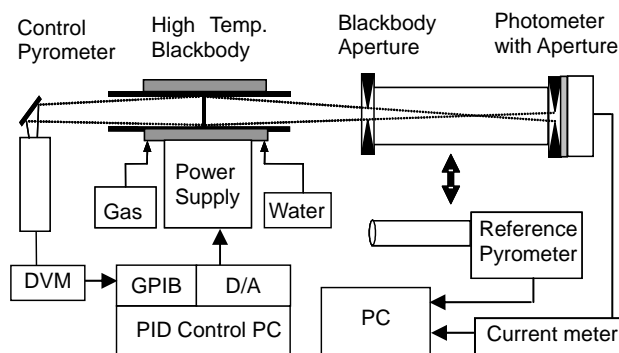 Control
Pyrometer
High Temp.
Blackbody
Blackbody
Aperture
Photometer
with Aperture
Gas
Power
Supply
Water
Reference
Pyrometer
DVM
GPIB
D/A
PID Control PC
PC
Current meter